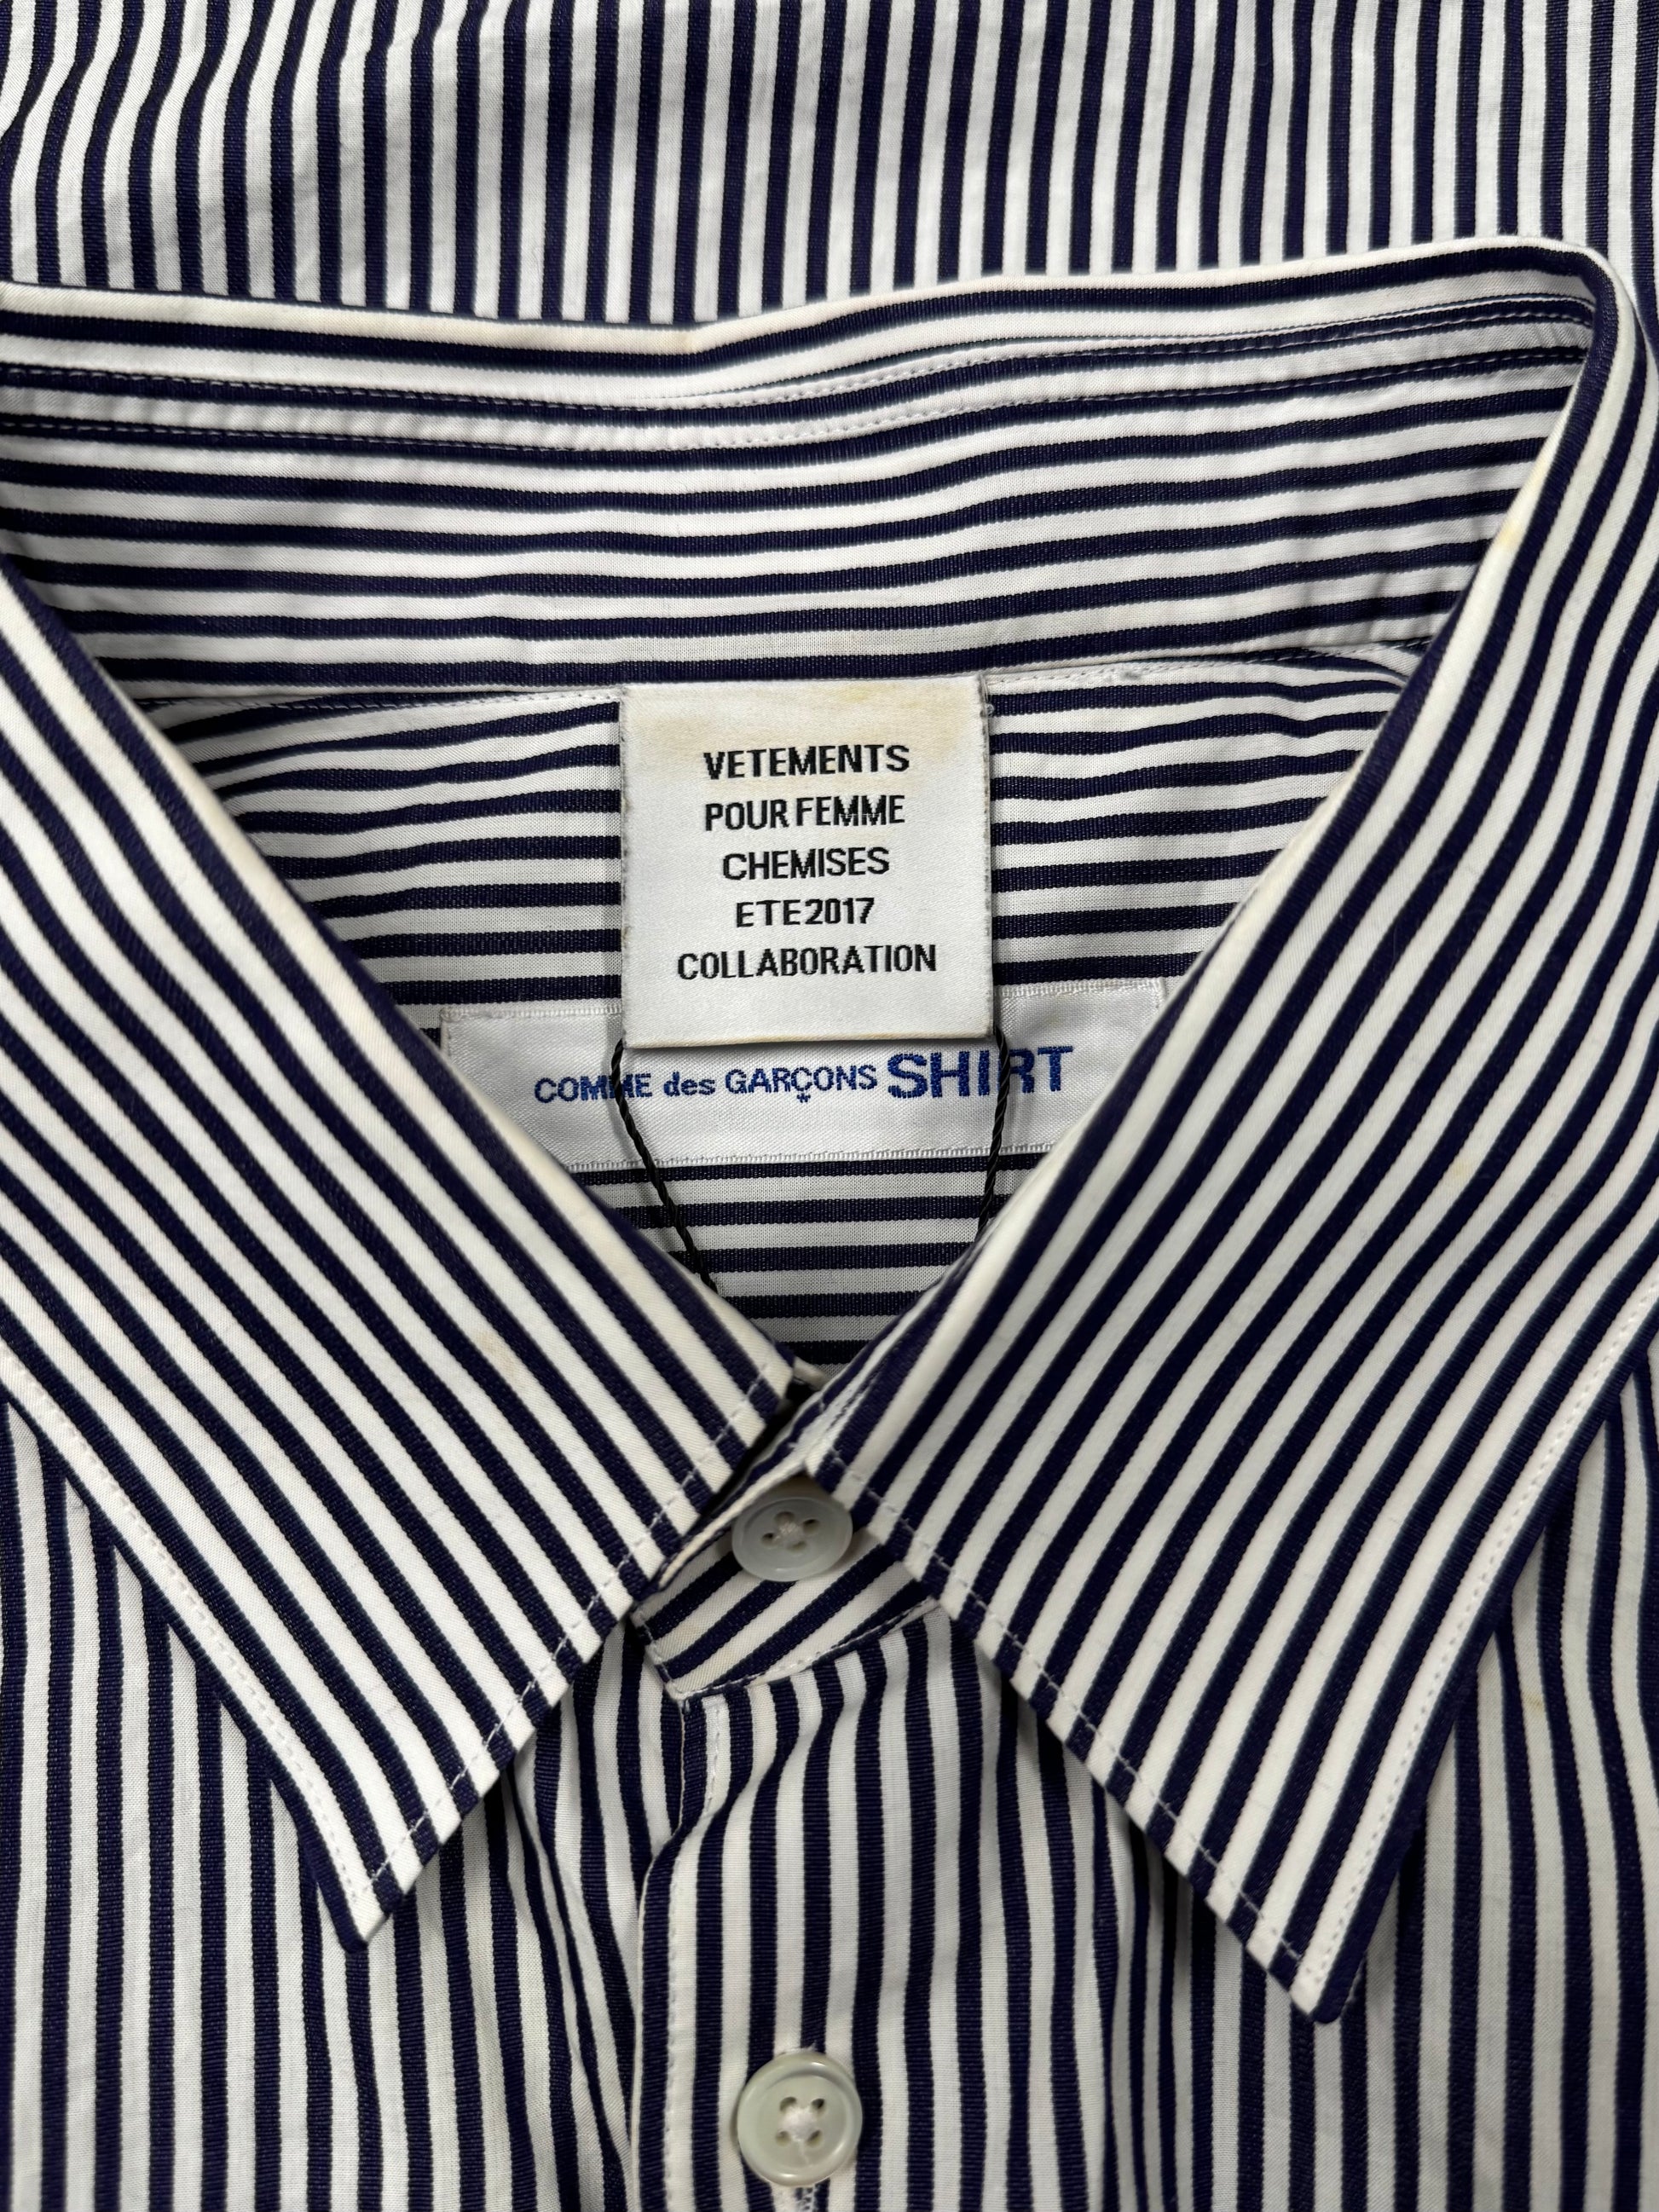 VETEMENTS
POUR FEMME
CHEMISES
ETE2017
COLLABORATION
COMME des GARÇONS SHIRT